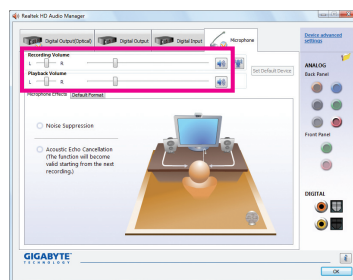 Realtek HD Audio Manager
Digital Output(Optical)
Digital Output
Digital Input
Microphone
Device advanced
settings
Recording Volume
L
R
Set Default Device
Playback Volume
L
R
Microphone Effects
Default Format
ANALOG
Back Panel
Noise Suppression
Acoustic Echo Cancellation
(The function will become
valid starting from the next
recording.)
Front Panel
DIGITAL
GIGABYTE
TECHNOLOGY
OK